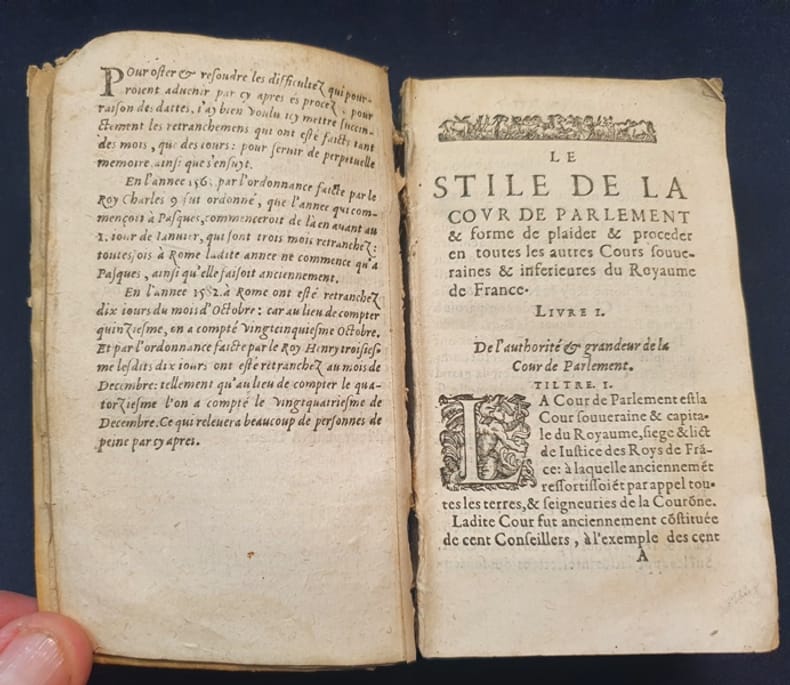 POur oster & resoudre les difficultez qui pour-
roient aduenir par cy apres és procez, pour
raison des dattes, i'ay bien voulu icy mettre succin-
ctement les retranchemens qui ont esté faicts tant
des mois, que des iours: pour seruir de perpetuelle
memoire, ainsi que s'ensuyt.
En l'annee 156 par l'ordonnance faicte par le
Roy Charles 9 fut ordonné, que l'annee qui com-
mençoit à Pasques, commenceroit de là en auant au
1. iour de Ianuier, qui sont trois mois retranchez:
toutesfois à Rome ladite annee ne commence qu'à
Pasques, ainsi qu'elle faisoit anciennement.
En l'annee 1582. à Rome ont esté retranchez
dix iours du mois d'Octobre: car au lieu de compter
quinziesme, on a compté vingtcinquiesme Octobre.
Et par l'ordonnance faicte par le Roy Henry troisies-
me lesdits dix iours ont esté retranchez au mois de
Decembre: tellement qu'au lieu de compter le qua-
torziesme l'on a compté le vingtquatriesme de
Decembre. Ce qui releuera beaucoup de personnes de
peine par cy apres.
LE
STILE DE LA
COVR DE PARLEMENT
& forme de plaider & proceder
en toutes les autres Cours souue-
raines & inferieures du Royaume
de France.
LIVRE I.
De l'authorité & grandeur de la
Cour de Parlement.
TILTRE. I.
LA Cour de Parlement est la
Cour souueraine & capita-
le du Royaume, siege & lict
de Iustice des Roys de Frã-
ce: à laquelle anciennemẽt
ressortissoiẽt par appel tou-
tes les terres, & seigneuries de la Courõne.
Ladite Cour fut anciennement cõstituée
de cent Conseillers, à l'exemple des cent
A